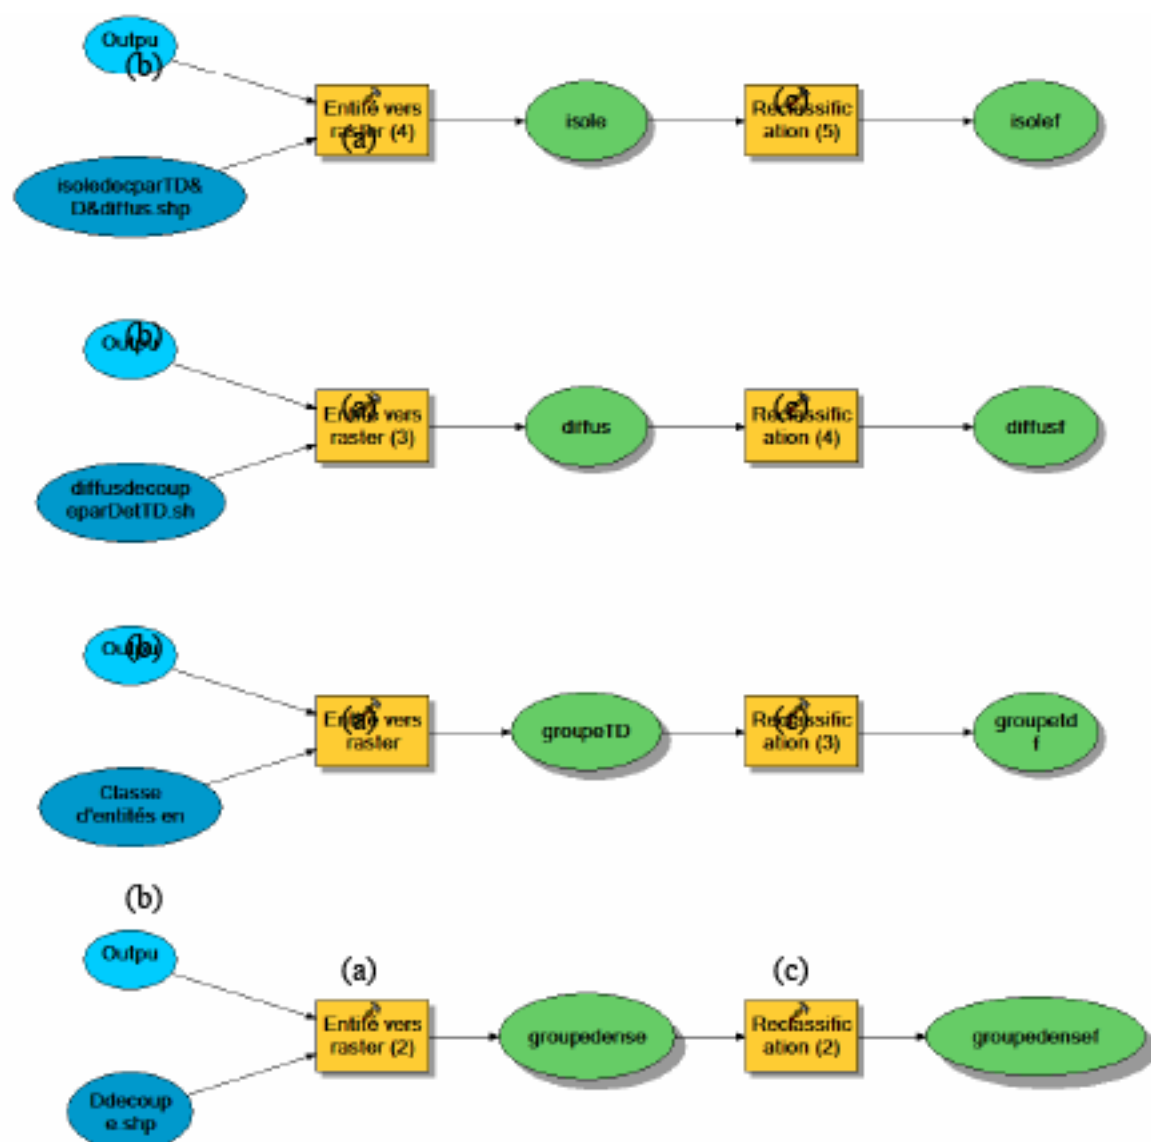 Outpu
(b)
Entité vers
raster (4)
(a)
isole
(c)
Reclassific
ation (5)
isolef
isoledecparTD&
D&diffus.shp
(b)
Outpu
(a)
Entité vers
raster (3)
diffus
(c)
Reclassific
ation (4)
diffusf
diffusdecoup
eparDetTD.sh
(b)
Outpu
(a)
Entité vers
raster
groupeTD
(c)
Reclassific
ation (3)
groupetd
f
Classe
d'entités en
(b)
Outpu
(a)
(c)
Entité vers
raster (2)
groupedense
Reclassific
ation (2)
groupedensef
Ddecoup
e.shp